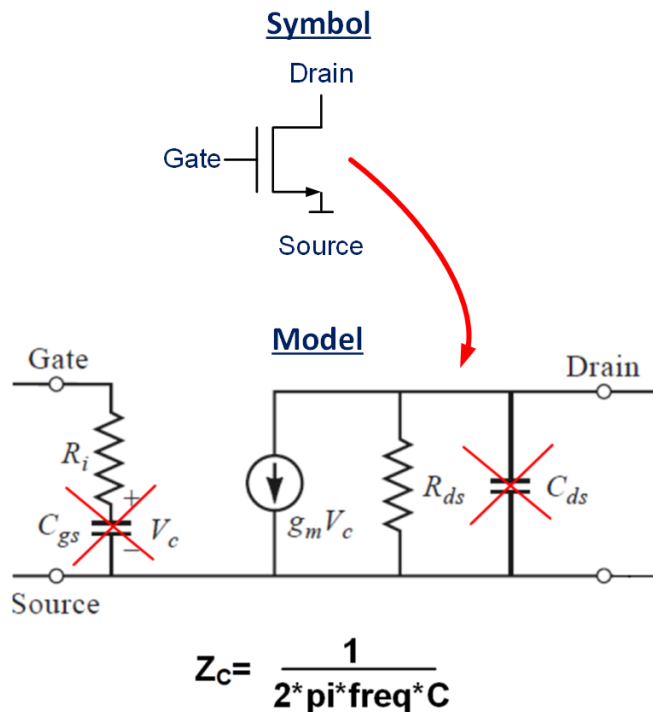 Symbol
Drain
Gate
Source
Model
Gate
Drain
R_i
+
C_gs
V_c
−
g_mV_c
R_ds
C_ds
Source
Z_C= 1
2*pi*freq*C